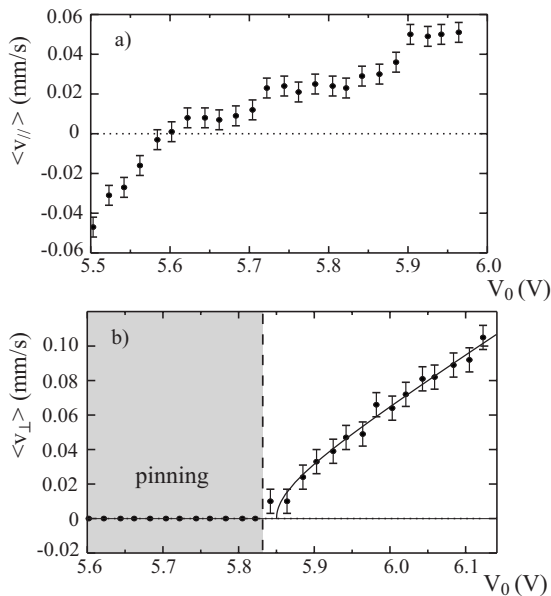 a)
<v//> (mm/s)
0.06
0.04
0.02
0
-0.02
-0.04
-0.06
5.5 5.6 5.7 5.8 5.9 6.0
V0 (V)
b)
<v⊥> (mm/s)
0.10
0.08
0.06
0.04
0.02
0
-0.02
pinning
5.6 5.7 5.8 5.9 6.0 6.1
V0 (V)